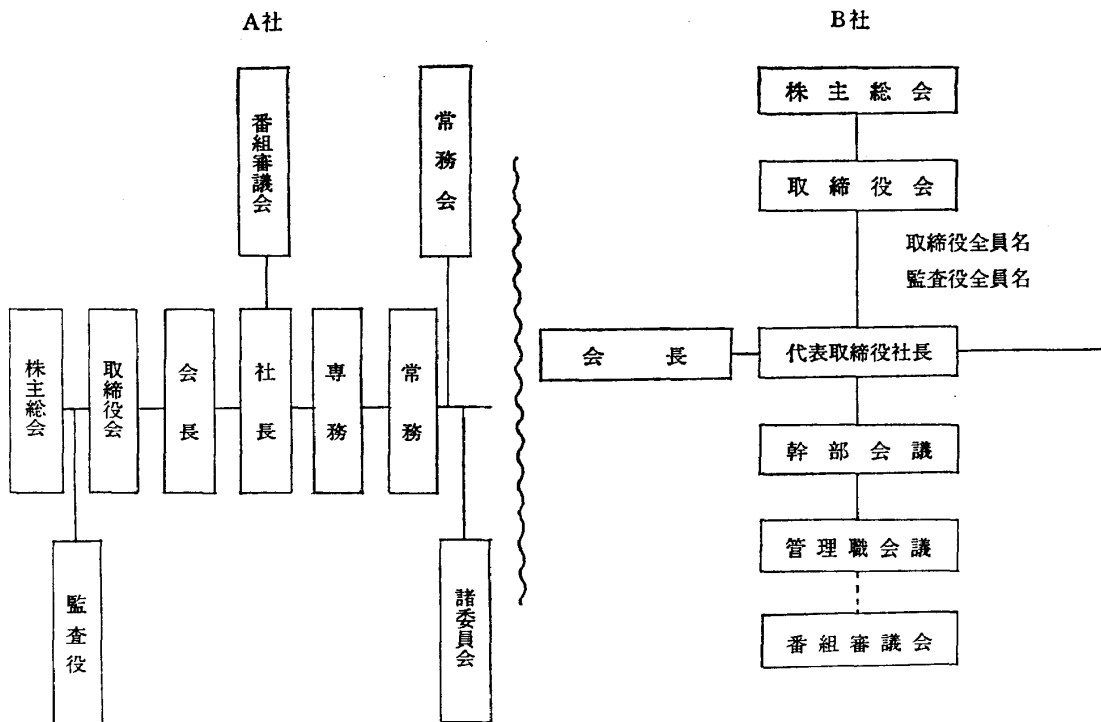 A社
番組審議会
常務会
株主総会
取締役会
会長
社長
専務
常務
監査役
諸委員会
B社
株主総会
取締役会
取締役全員名
監査役全員名
会長
代表取締役社長
幹部会議
管理職会議
番組審議会